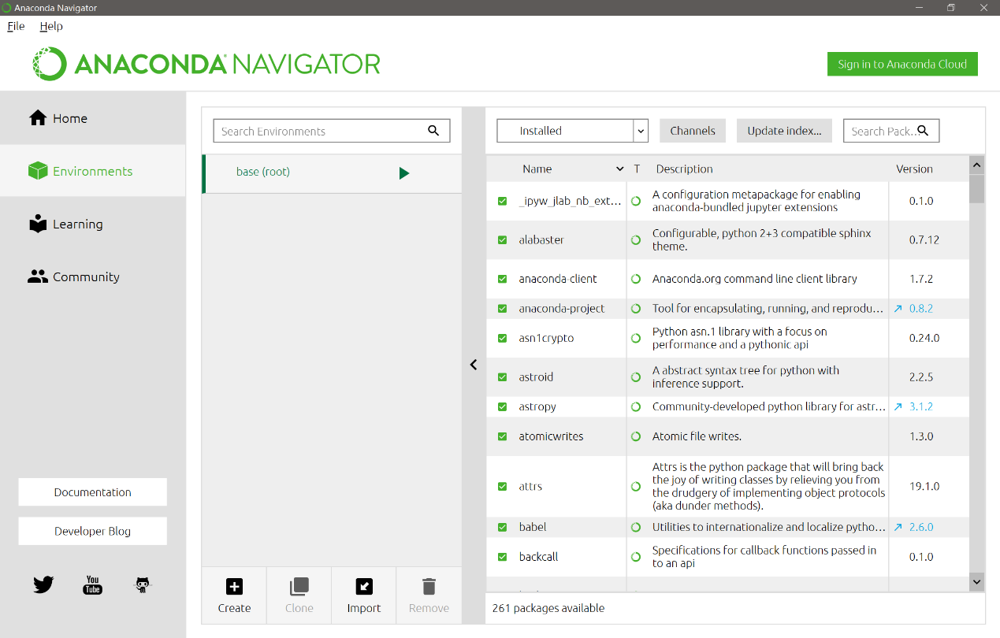 Anaconda Navigator
File Help
ANACONDA NAVIGATOR
Sign in to Anaconda Cloud
Home
Environments
Learning
Community
Documentation
Developer Blog
You
Tube
Search Environments
base (root)
Create Clone Import Remove
Installed Channels Update index... Search Pack...
Name T Description Version
_ipyw_jlab_nb_ext... A configuration metapackage for enabling
anaconda-bundled jupyter extensions 0.1.0
alabaster Configurable, python 2+3 compatible sphinx
theme. 0.7.12
anaconda-client Anaconda.org command line client library 1.7.2
anaconda-project Tool for encapsulating, running, and reprodu... 0.8.2
asn1crypto Python asn.1 library with a focus on
performance and a pythonic api 0.24.0
astroid A abstract syntax tree for python with
inference support. 2.2.5
astropy Community-developed python library for astr... 3.1.2
atomicwrites Atomic file writes. 1.3.0
attrs Attrs is the python package that will bring back
the joy of writing classes by relieving you from
the drudgery of implementing object protocols
(aka dunder methods). 19.1.0
babel Utilities to internationalize and localize pytho... 2.6.0
backcall Specifications for callback functions passed in
to an api 0.1.0
261 packages available